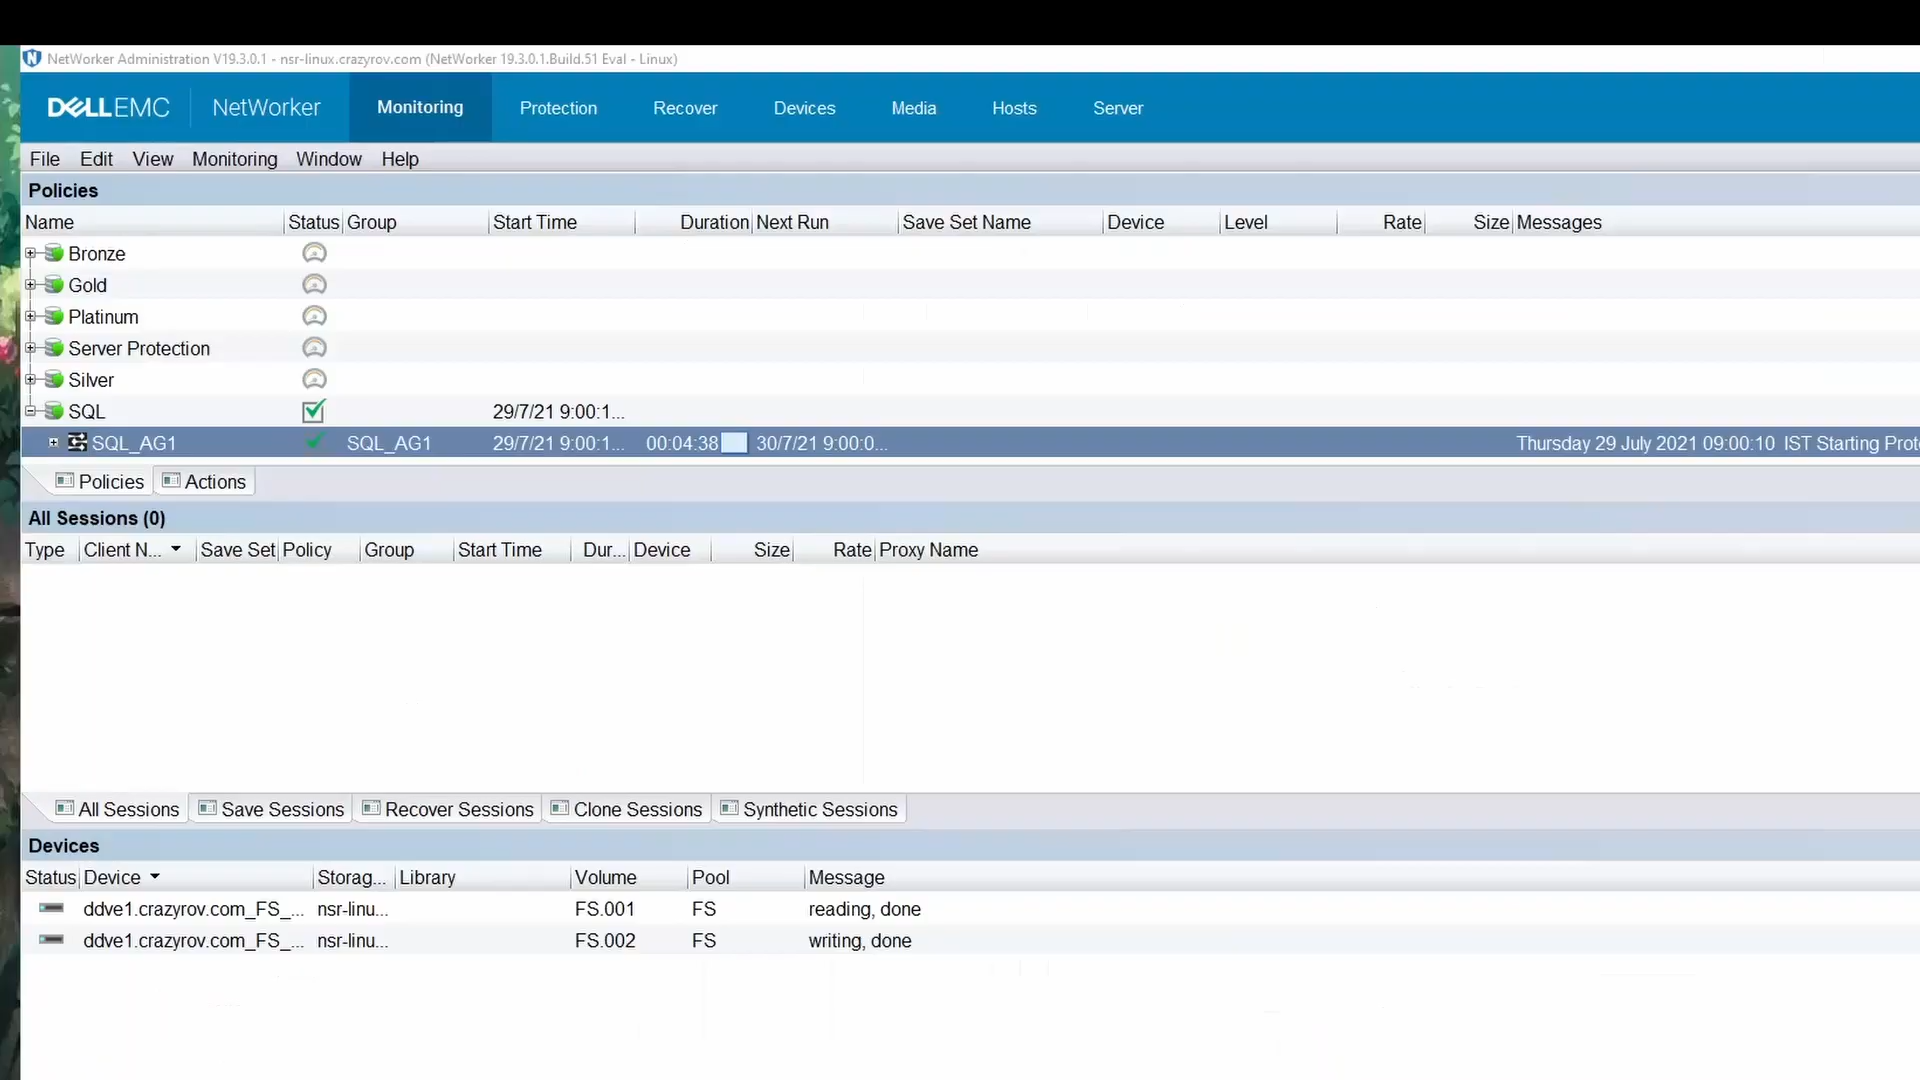 NetWorker Administration V19.3.0.1 - nsr-linux.crazyrov.com (NetWorker 19.3.0.1.Build.51 Eval - Linux)
DELLEMC NetWorker Monitoring Protection Recover Devices Media Hosts Server
File Edit View Monitoring Window Help
Policies
Name Status Group Start Time Duration Next Run Save Set Name Device Level Rate Size Messages
Bronze
Gold
Platinum
Server Protection
Silver
SQL 29/7/21 9:00:1...
SQL_AG1 SQL_AG1 29/7/21 9:00:1... 00:04:38 30/7/21 9:00:0... Thursday 29 July 2021 09:00:10 IST Starting Prot
Policies Actions
All Sessions (0)
Type Client N... Save Set Policy Group Start Time Dur... Device Size Rate Proxy Name
All Sessions Save Sessions Recover Sessions Clone Sessions Synthetic Sessions
Devices
Status Device Storag... Library Volume Pool Message
ddve1.crazyrov.com_FS_... nsr-linu... FS.001 FS reading, done
ddve1.crazyrov.com_FS_... nsr-linu... FS.002 FS writing, done